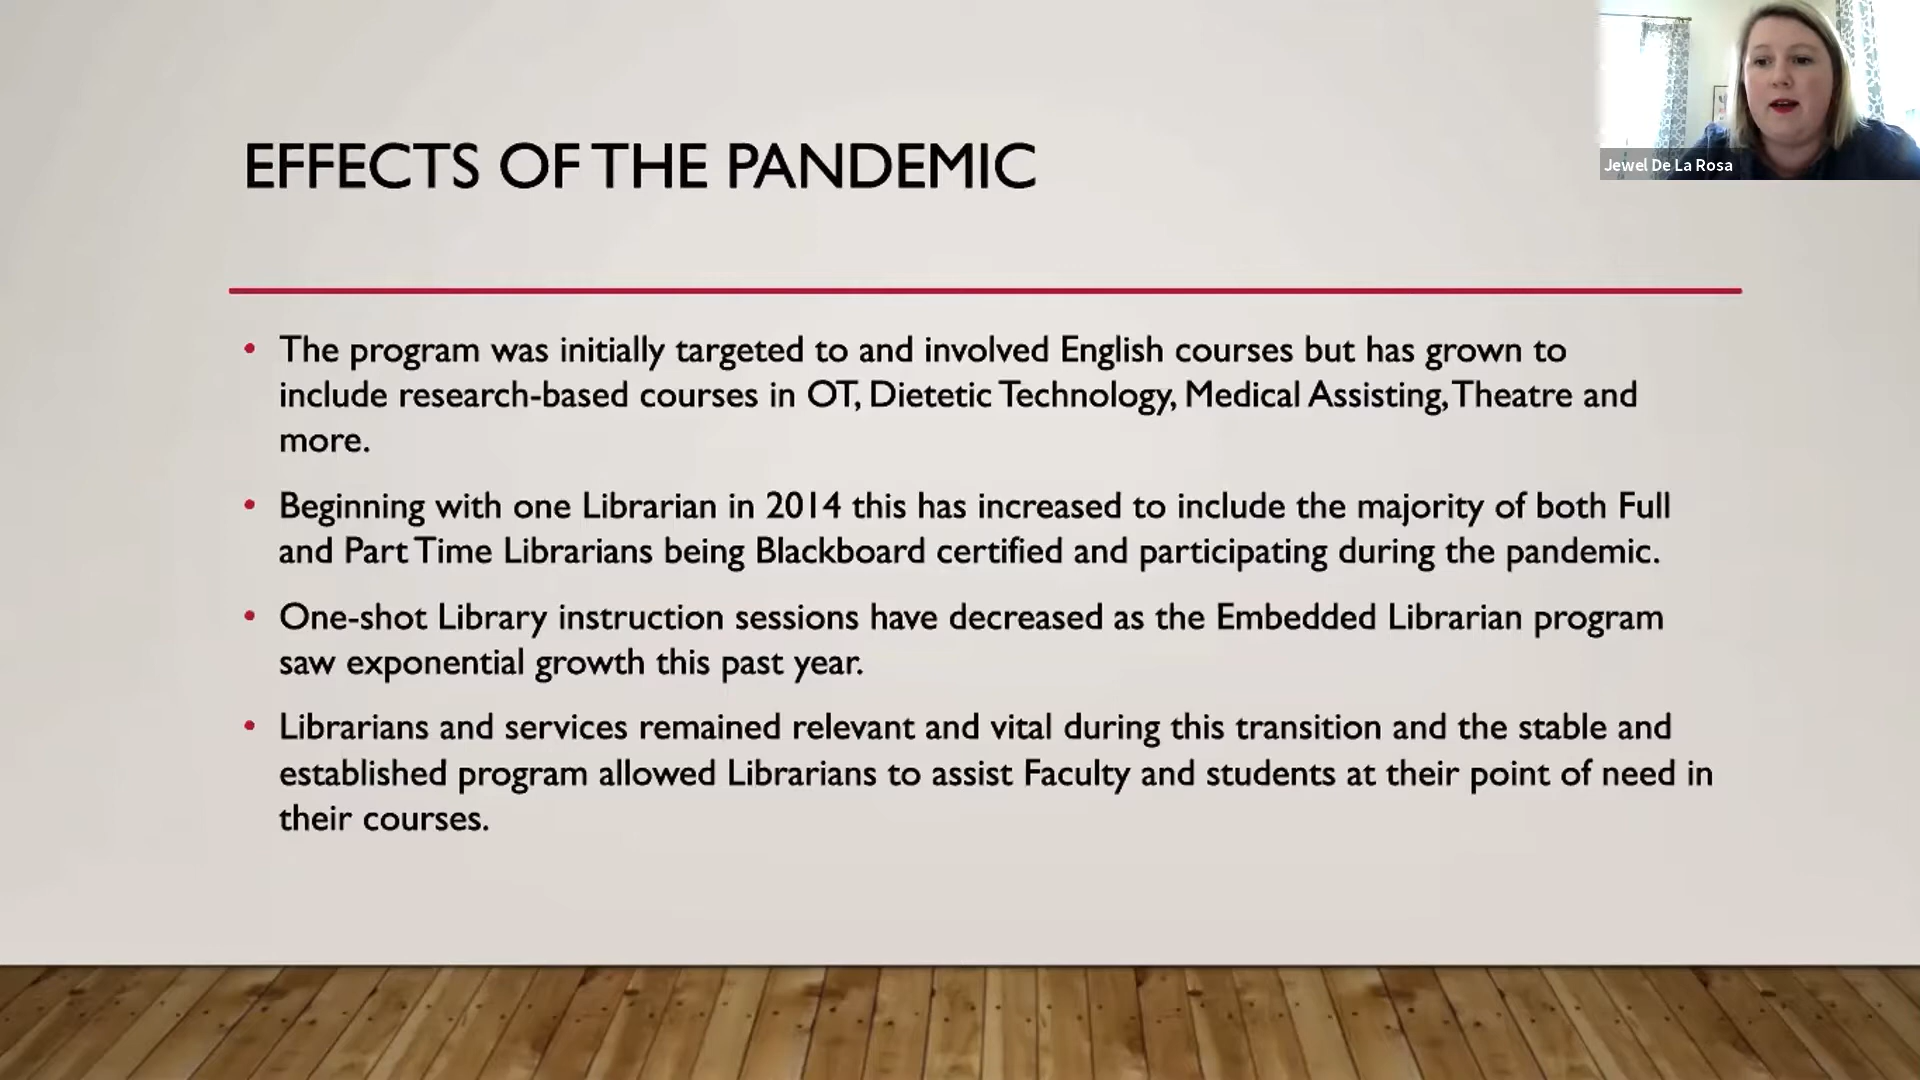 Jewel De La Rosa
EFFECTS OF THE PANDEMIC
• The program was initially targeted to and involved English courses but has grown to
include research-based courses in OT, Dietetic Technology, Medical Assisting, Theatre and
more.
• Beginning with one Librarian in 2014 this has increased to include the majority of both Full
and Part Time Librarians being Blackboard certified and participating during the pandemic.
• One-shot Library instruction sessions have decreased as the Embedded Librarian program
saw exponential growth this past year.
• Librarians and services remained relevant and vital during this transition and the stable and
established program allowed Librarians to assist Faculty and students at their point of need in
their courses.